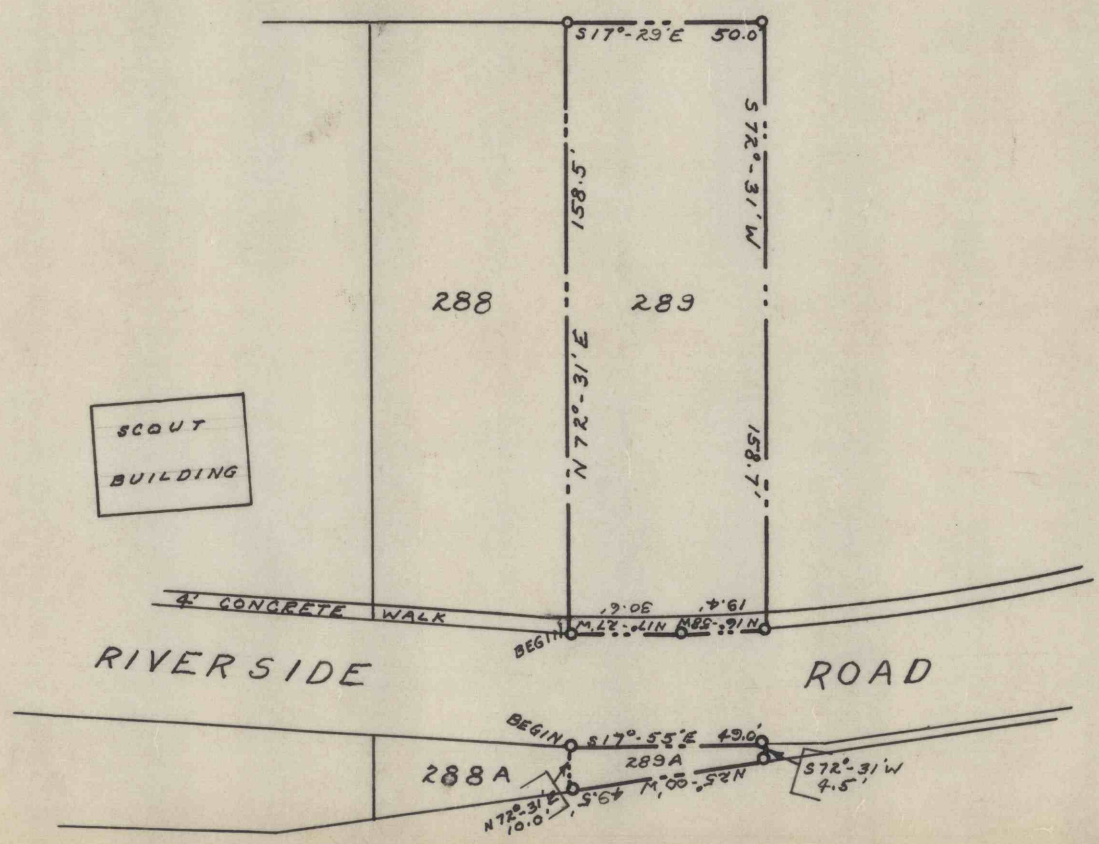 S17°-29'E 50.0'
158.5'
S 72°-31' W
288
289
N 72°-31' E
158.7'
SCOUT
BUILDING
4' CONCRETE WALK
30.6'
19.4'
BEGIN
N17°-27'W
N16°-58'W
RIVERSIDE ROAD
BEGIN
S17°-55'E 49.0'
288A
289A
S72°-31'W
4.5'
N25°-00'W
49.5'
N72°-31'E
10.0'